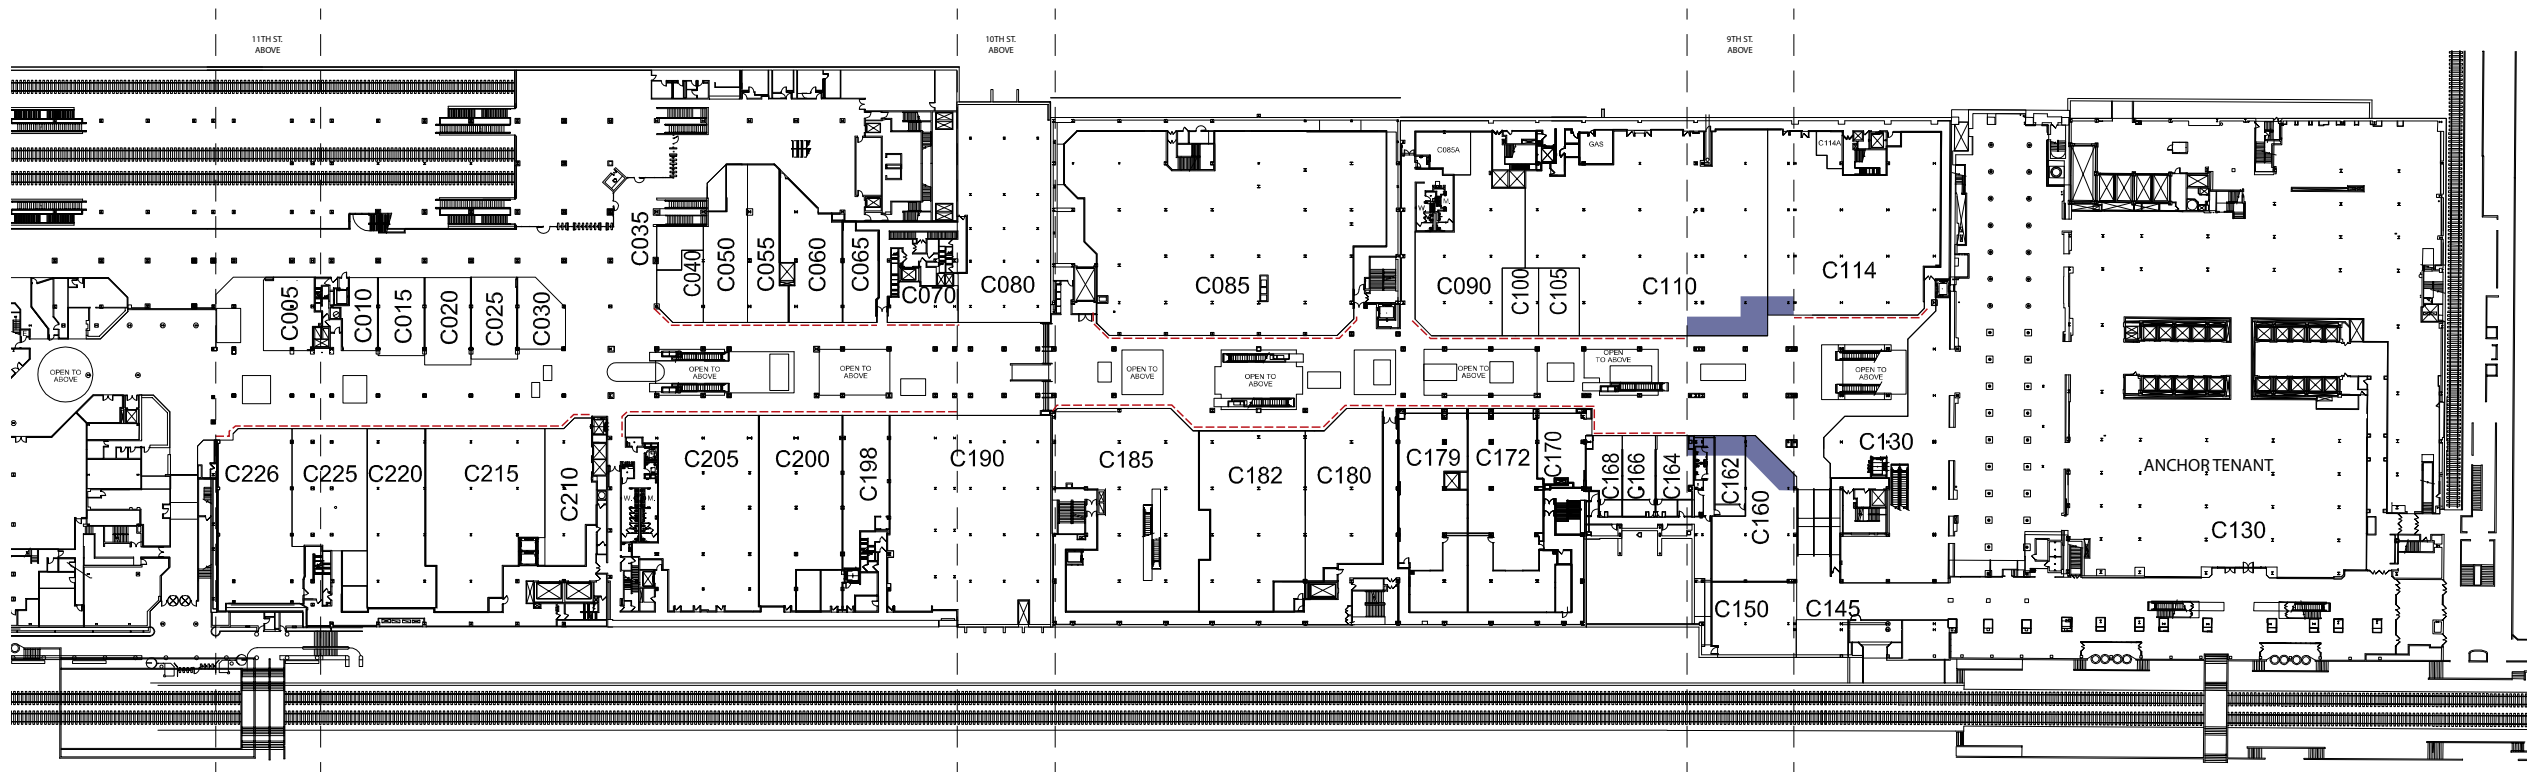 11TH ST.
ABOVE
10TH ST.
ABOVE
9TH ST.
ABOVE
C085A
GAS
C114A
W.
M.
C035
C040
C050
C055
C060
C065
C070
C080
C085
C090
C100
C105
C110
C114
C005
C010
C015
C020
C025
C030
OPEN TO
ABOVE
OPEN TO
ABOVE
OPEN TO
ABOVE
OPEN TO
ABOVE
OPEN TO
ABOVE
OPEN TO
ABOVE
OPEN
TO ABOVE
OPEN TO
ABOVE
C226
C225
C220
C215
C210
W.
M.
C205
C200
C198
C190
C185
C182
C180
C179
C172
C170
C168
C166
C164
C162
C160
C130
ANCHOR TENANT
C130
C150
C145